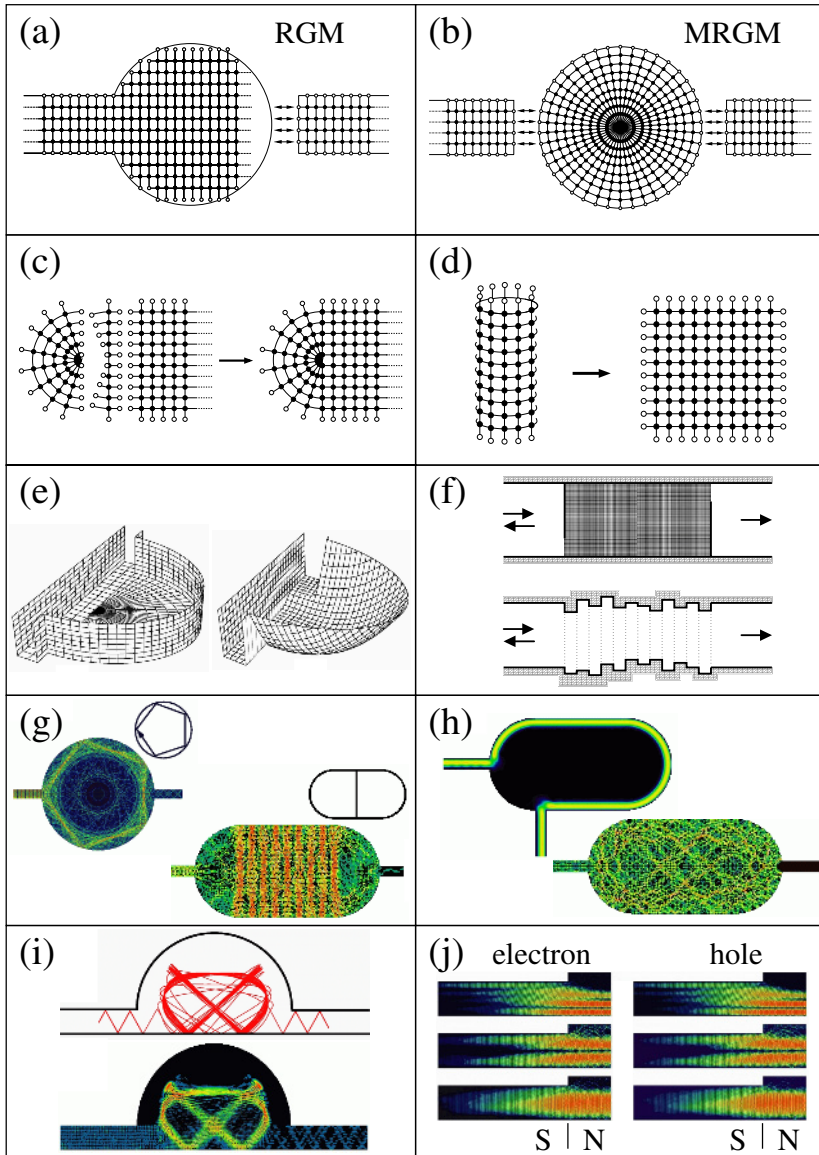 (a) RGM
(b) MRGM
(c)
(d)
(e)
(f)
(g)
(h)
(i)
(j) electron hole
S | N S | N